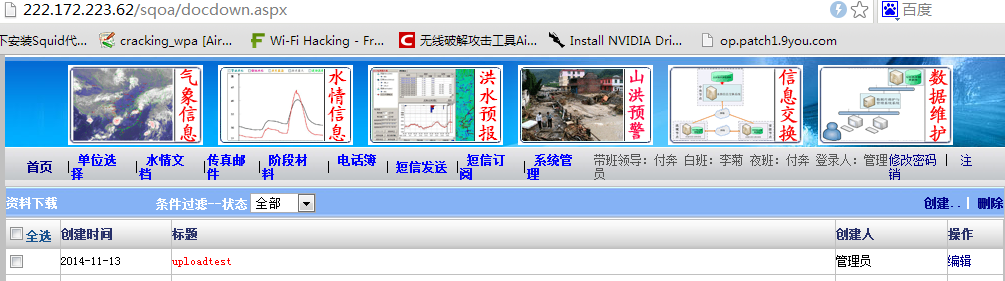 222.172.223.62/sqoa/docdown.aspx
百度
下安装Squid代...
cracking_wpa [Air...
Wi-Fi Hacking - Fr...
无线破解攻击工具Ai...
Install NVIDIA Dri...
op.patch1.9you.com
气象信息
水情信息
洪水预报
山洪预警
信息交换
数据维护
首页
单位选择
水情文档
传真邮件
阶段材料
电话簿
短信发送
短信订阅
系统管理
带班领导：付奔 白班：李菊 夜班：付奔 登录人：管理员
修改密码 | 注销
资料下载
条件过滤--状态 全部
创建.. | 删除
全选 创建时间 标题 创建人 操作
2014-11-13 uploadtest 管理员 编辑